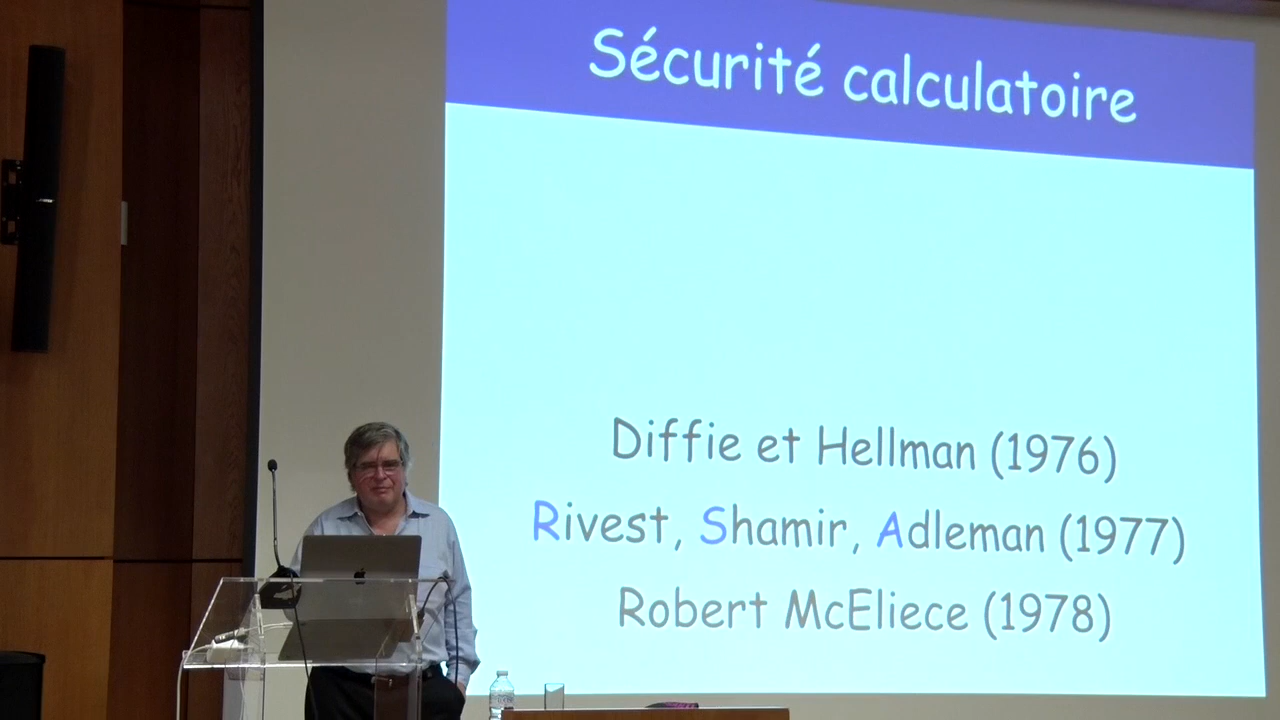 Sécurité calculatoire
Diffie et Hellman (1976)
Rivest, Shamir, Adleman (1977)
Robert McEliece (1978)